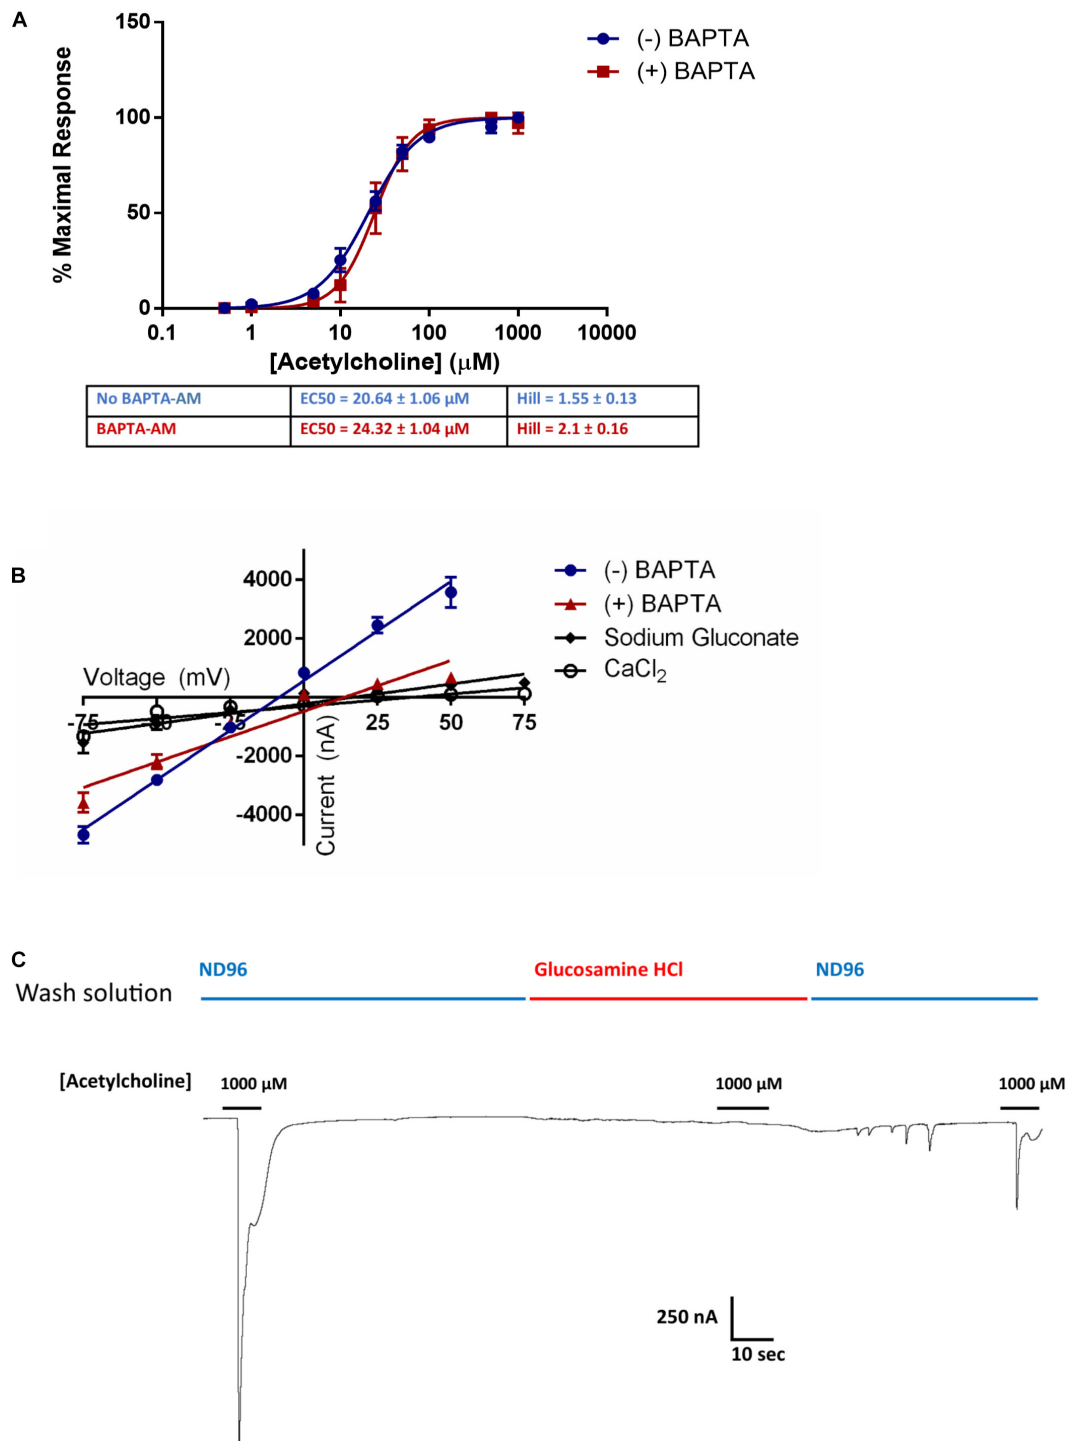 A
(-) BAPTA
(+) BAPTA
% Maximal Response
150
100
50
0
0.1 1 10 100 1000 10000
[Acetylcholine] (μM)
No BAPTA-AM EC50 = 20.64 ± 1.06 μM Hill = 1.55 ± 0.13
BAPTA-AM EC50 = 24.32 ± 1.04 μM Hill = 2.1 ± 0.16
B
(-) BAPTA
(+) BAPTA
Sodium Gluconate
CaCl2
4000
2000
Voltage (mV)
-75 -25 25 50 75
-2000
-4000
Current (nA)
C
ND96 Glucosamine HCl ND96
Wash solution
[Acetylcholine] 1000 μM 1000 μM 1000 μM
250 nA
10 sec